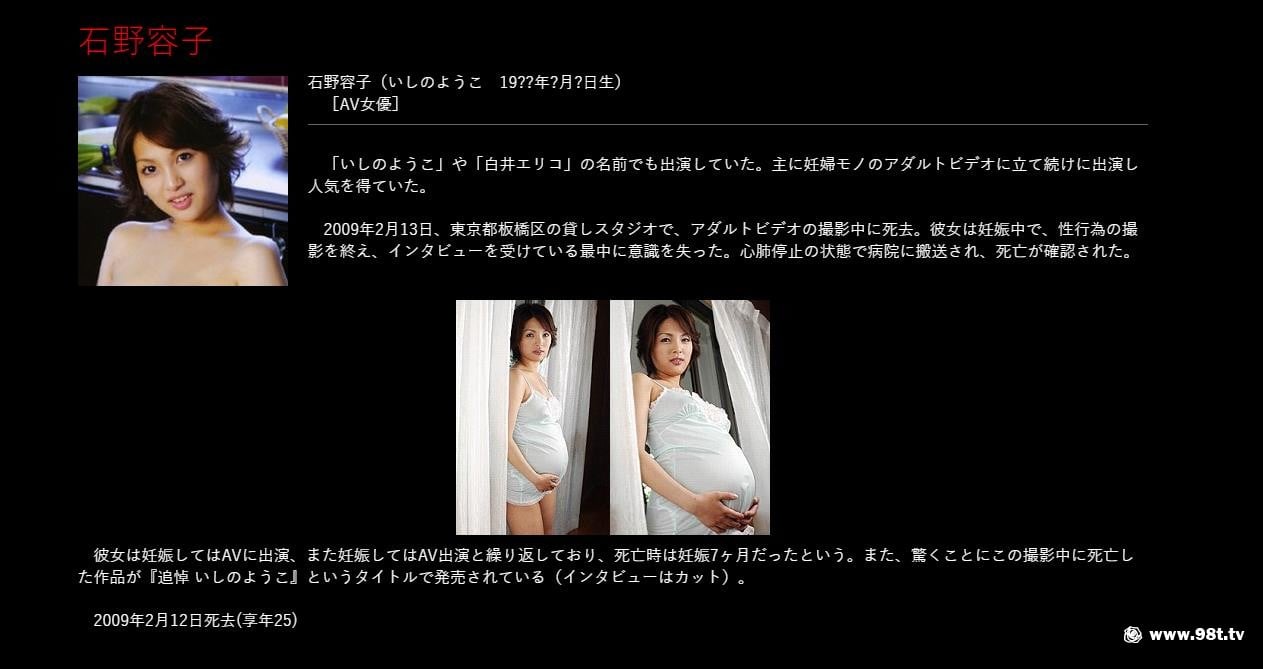 石野容子
石野容子（いしのようこ　19??年?月?日生）
［AV女優］
「いしのようこ」や「白井エリコ」の名前でも出演していた。主に妊婦モノのアダルトビデオに立て続けに出演し
人気を得ていた。
2009年2月13日、東京都板橋区の貸しスタジオで、アダルトビデオの撮影中に死去。彼女は妊娠中で、性行為の撮
影を終え、インタビューを受けている最中に意識を失った。心肺停止の状態で病院に搬送され、死亡が確認された。
彼女は妊娠してはAVに出演、また妊娠してはAV出演と繰り返しており、死亡時は妊娠7ヶ月だったという。また、驚くことにこの撮影中に死亡し
た作品が『追悼 いしのようこ』というタイトルで発売されている（インタビューはカット）。
2009年2月12日死去(享年25)
www.98t.tv